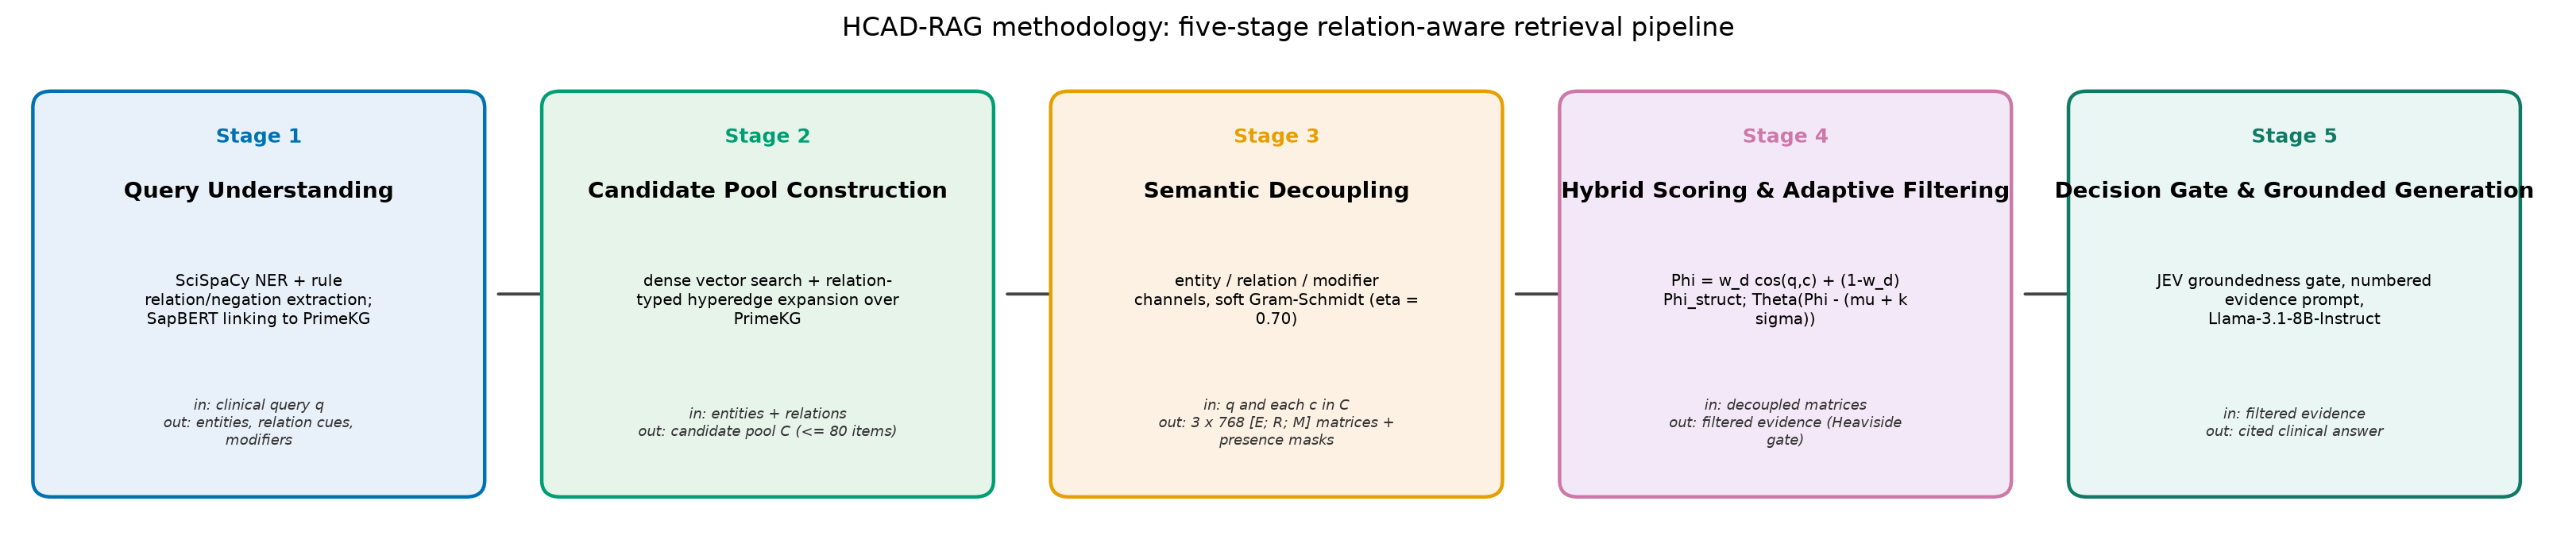 HCAD-RAG methodology: five-stage relation-aware retrieval pipeline
Stage 1
Query Understanding
SciSpaCy NER + rule
relation/negation extraction;
SapBERT linking to PrimeKG
in: clinical query q
out: entities, relation cues,
modifiers
Stage 2
Candidate Pool Construction
dense vector search + relation-
typed hyperedge expansion over
PrimeKG
in: entities + relations
out: candidate pool C (<= 80 items)
Stage 3
Semantic Decoupling
entity / relation / modifier
channels, soft Gram-Schmidt (eta =
0.70)
in: q and each c in C
out: 3 x 768 [E; R; M] matrices +
presence masks
Stage 4
Hybrid Scoring & Adaptive Filtering
Phi = w_d cos(q,c) + (1-w_d)
Phi_struct; Theta(Phi - (mu + k
sigma))
in: decoupled matrices
out: filtered evidence (Heaviside
gate)
Stage 5
Decision Gate & Grounded Generation
JEV groundedness gate, numbered
evidence prompt,
Llama-3.1-8B-Instruct
in: filtered evidence
out: cited clinical answer